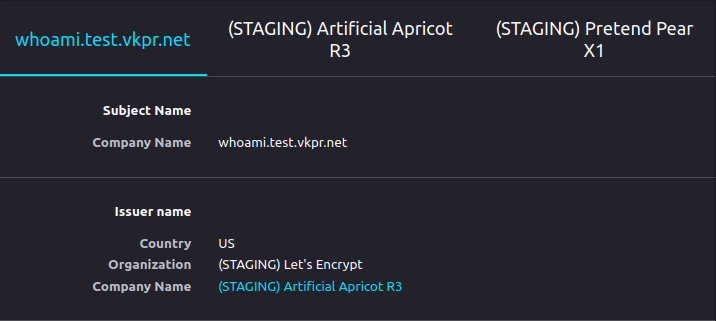 whoami.test.vkpr.net
(STAGING) Artificial Apricot
R3
(STAGING) Pretend Pear
X1
Subject Name
Company Name whoami.test.vkpr.net
Issuer name
Country US
Organization (STAGING) Let's Encrypt
Company Name (STAGING) Artificial Apricot R3